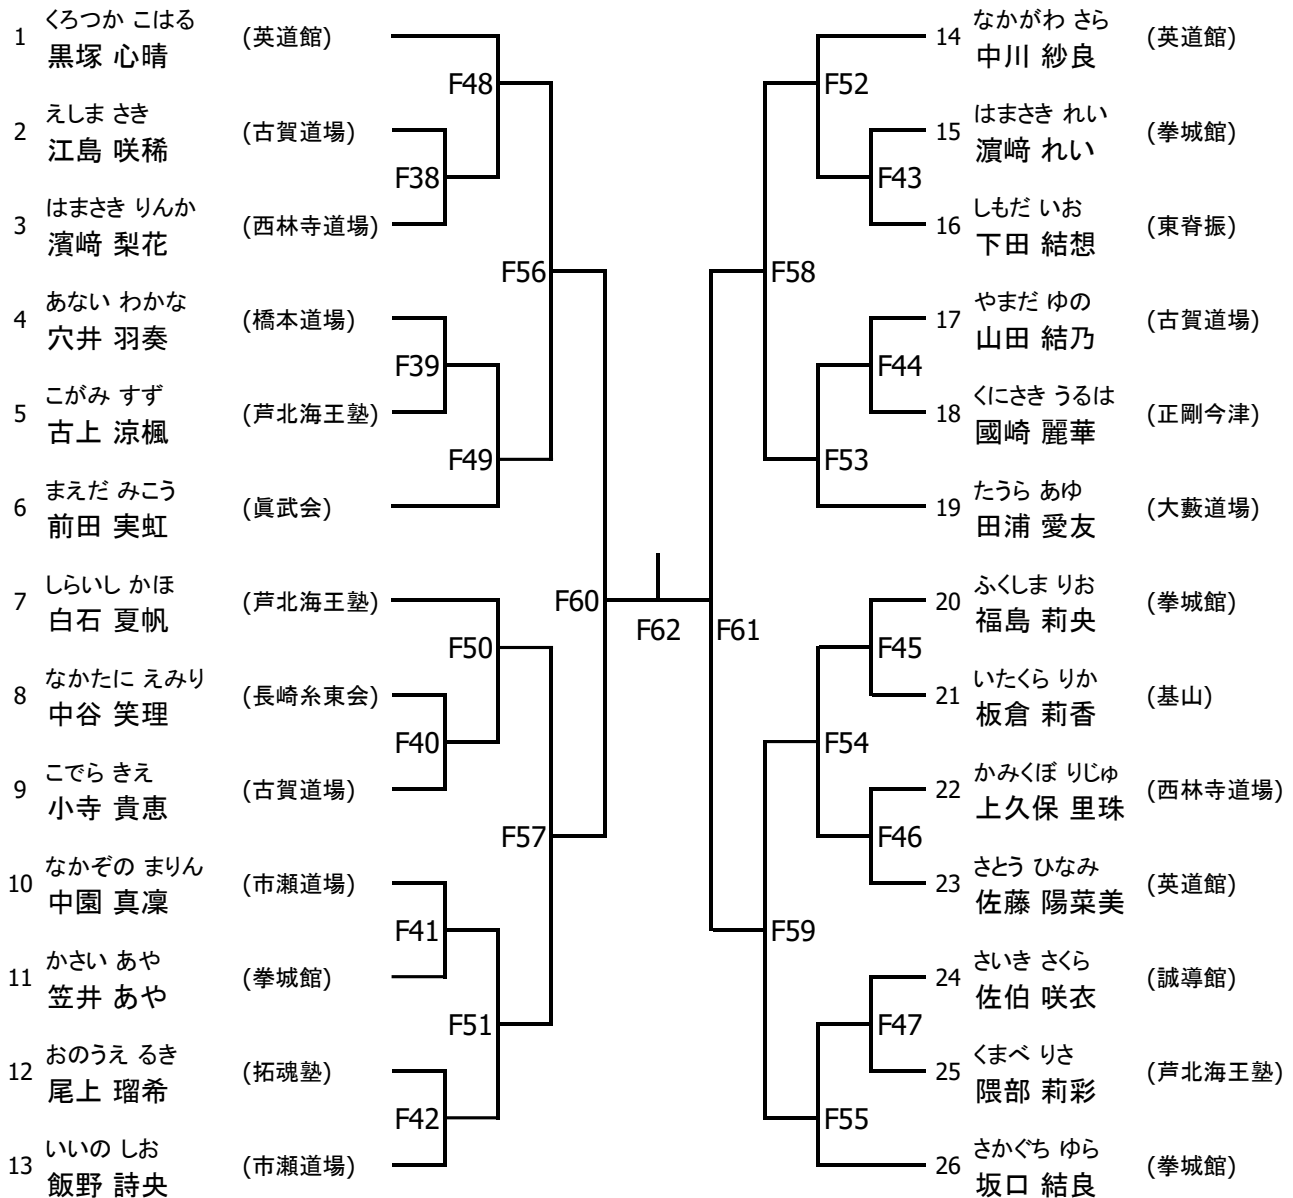 くろつか こはる
1 黒塚 心晴 (英道館)
えしま さき
2 江島 咲稀 (古賀道場)
はまさき りんか
3 濱﨑 梨花 (西林寺道場)
あない わかな
4 穴井 羽奏 (橋本道場)
こがみ すず
5 古上 涼楓 (芦北海王塾)
まえだ みこう
6 前田 実虹 (眞武会)
しらいし かほ
7 白石 夏帆 (芦北海王塾)
なかたに えみり
8 中谷 笑理 (長崎糸東会)
こでら きえ
9 小寺 貴恵 (古賀道場)
なかぞの まりん
10 中園 真凜 (市瀬道場)
かさい あや
11 笠井 あや (拳城館)
おのうえ るき
12 尾上 瑠希 (拓魂塾)
いいの しお
13 飯野 詩央 (市瀬道場)
F48
F38
F56
F39
F49
F60
F50
F40
F57
F41
F51
F42
F62
F61
F52
F43
F58
F44
F53
F45
F54
F46
F59
F47
F55
なかがわ さら
14 中川 紗良 (英道館)
はまさき れい
15 濵﨑 れい (拳城館)
しもだ いお
16 下田 結想 (東脊振)
やまだ ゆの
17 山田 結乃 (古賀道場)
くにさき うるは
18 國崎 麗華 (正剛今津)
たうら あゆ
19 田浦 愛友 (大藪道場)
ふくしま りお
20 福島 莉央 (拳城館)
いたくら りか
21 板倉 莉香 (基山)
かみくぼ りじゅ
22 上久保 里珠 (西林寺道場)
さとう ひなみ
23 佐藤 陽菜美 (英道館)
さいき さくら
24 佐伯 咲衣 (誠導館)
くまべ りさ
25 隈部 莉彩 (芦北海王塾)
さかぐち ゆら
26 坂口 結良 (拳城館)